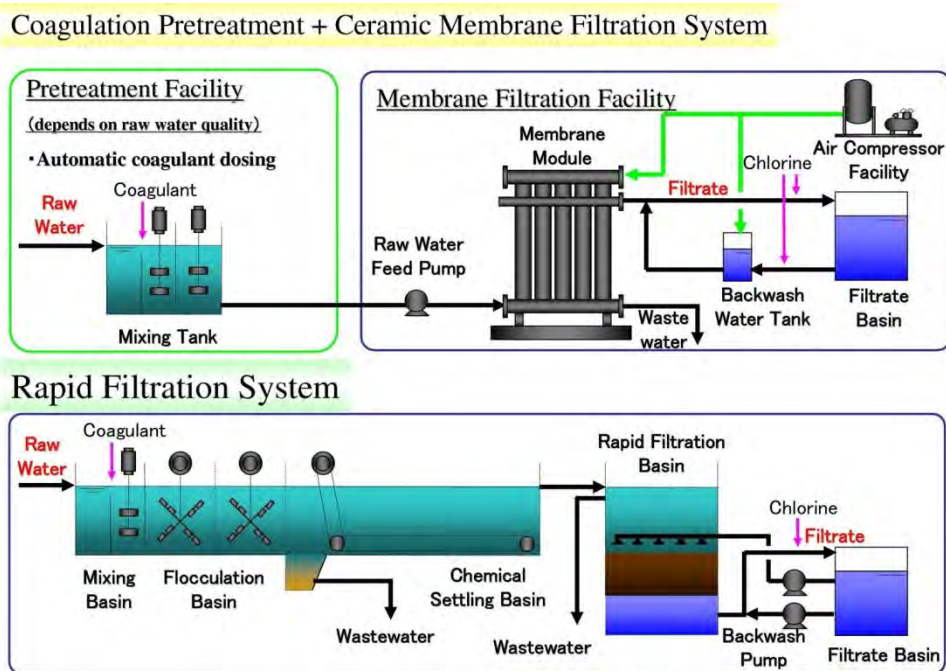 Coagulation Pretreatment + Ceramic Membrane Filtration System
Pretreatment Facility
(depends on raw water quality)
・Automatic coagulant dosing
Coagulant
Raw
Water
Mixing Tank
Raw Water
Feed Pump
Membrane Filtration Facility
Membrane
Module
Filtrate
Chlorine
Air Compressor
Facility
Backwash
Water Tank
Filtrate
Basin
Waste
water
Rapid Filtration System
Coagulant
Raw
Water
Mixing
Basin
Flocculation
Basin
Wastewater
Chemical
Settling Basin
Wastewater
Rapid Filtration
Basin
Chlorine
Filtrate
Backwash
Pump
Filtrate Basin